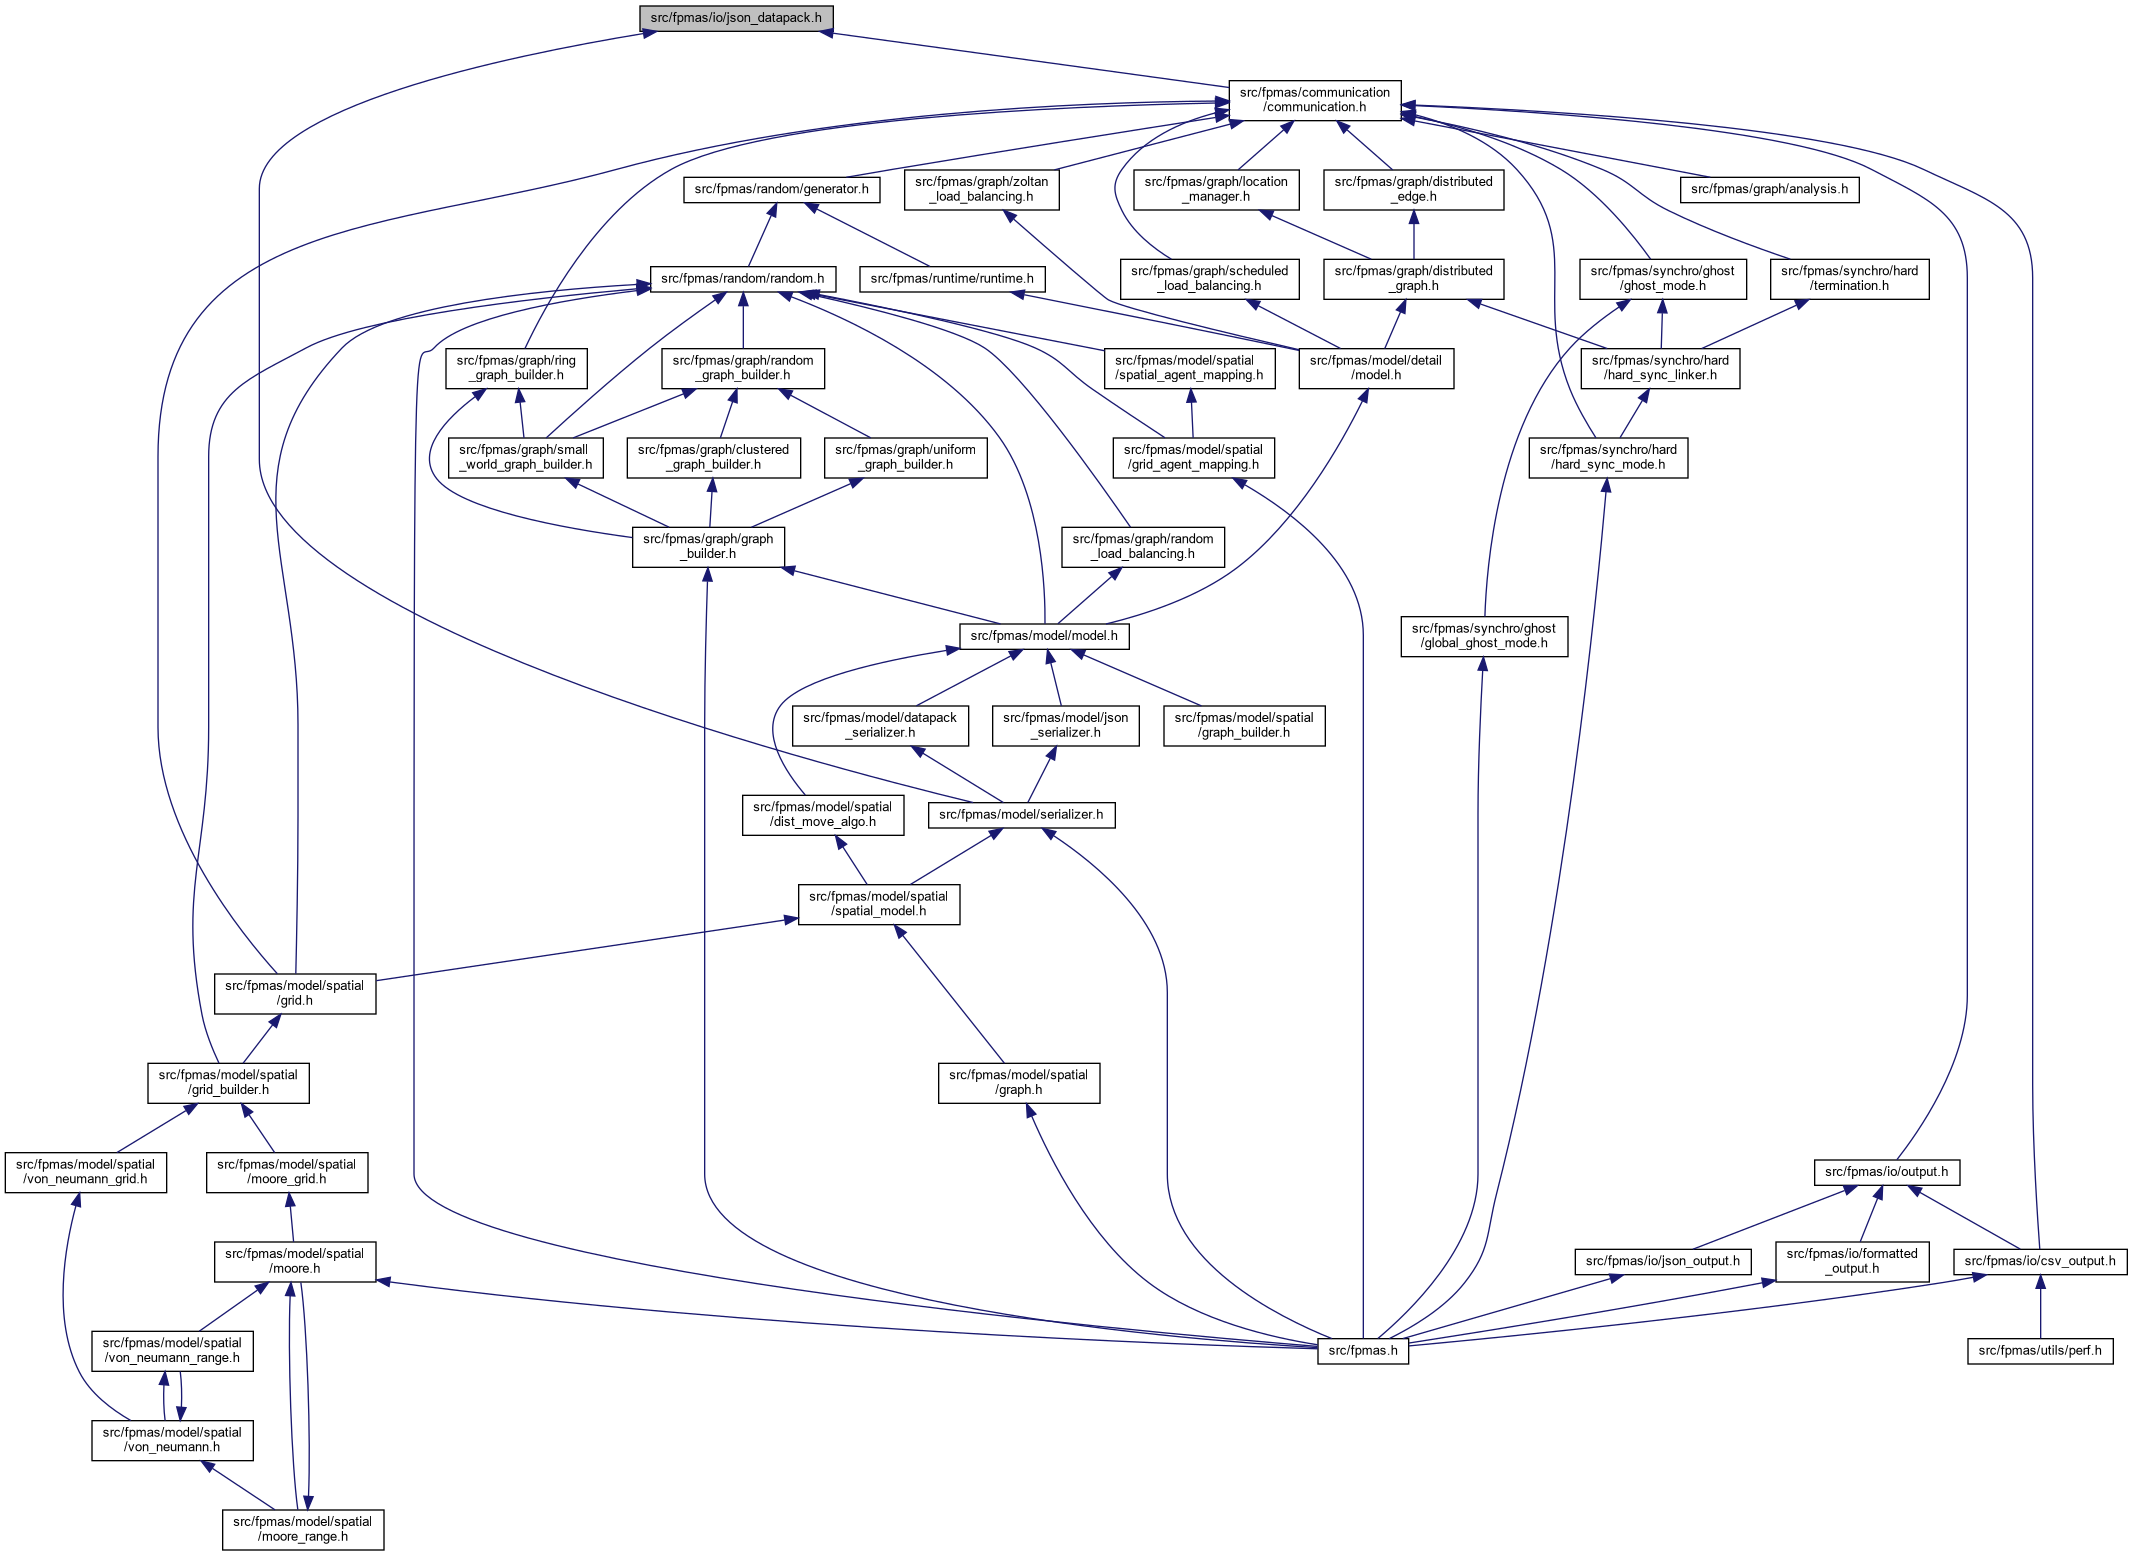 src/fpmas/io/json_datapack.h
src/fpmas/communication
/communication.h
src/fpmas/random/generator.h
src/fpmas/graph/zoltan
_load_balancing.h
src/fpmas/graph/location
_manager.h
src/fpmas/graph/distributed
_edge.h
src/fpmas/graph/analysis.h
src/fpmas/random/random.h
src/fpmas/runtime/runtime.h
src/fpmas/graph/scheduled
_load_balancing.h
src/fpmas/graph/distributed
_graph.h
src/fpmas/synchro/ghost
/ghost_mode.h
src/fpmas/synchro/hard
/termination.h
src/fpmas/graph/ring
_graph_builder.h
src/fpmas/graph/random
_graph_builder.h
src/fpmas/model/spatial
/spatial_agent_mapping.h
src/fpmas/model/detail
/model.h
src/fpmas/synchro/hard
/hard_sync_linker.h
src/fpmas/graph/small
_world_graph_builder.h
src/fpmas/graph/clustered
_graph_builder.h
src/fpmas/graph/uniform
_graph_builder.h
src/fpmas/model/spatial
/grid_agent_mapping.h
src/fpmas/synchro/hard
/hard_sync_mode.h
src/fpmas/graph/graph
_builder.h
src/fpmas/graph/random
_load_balancing.h
src/fpmas/model/model.h
src/fpmas/synchro/ghost
/global_ghost_mode.h
src/fpmas/model/datapack
_serializer.h
src/fpmas/model/json
_serializer.h
src/fpmas/model/spatial
/graph_builder.h
src/fpmas/model/spatial
/dist_move_algo.h
src/fpmas/model/serializer.h
src/fpmas/model/spatial
/spatial_model.h
src/fpmas/model/spatial
/grid.h
src/fpmas/model/spatial
/grid_builder.h
src/fpmas/model/spatial
/graph.h
src/fpmas/model/spatial
/von_neumann_grid.h
src/fpmas/model/spatial
/moore_grid.h
src/fpmas/io/output.h
src/fpmas/model/spatial
/moore.h
src/fpmas/io/json_output.h
src/fpmas/io/formatted
_output.h
src/fpmas/io/csv_output.h
src/fpmas/model/spatial
/von_neumann_range.h
src/fpmas.h
src/fpmas/utils/perf.h
src/fpmas/model/spatial
/von_neumann.h
src/fpmas/model/spatial
/moore_range.h